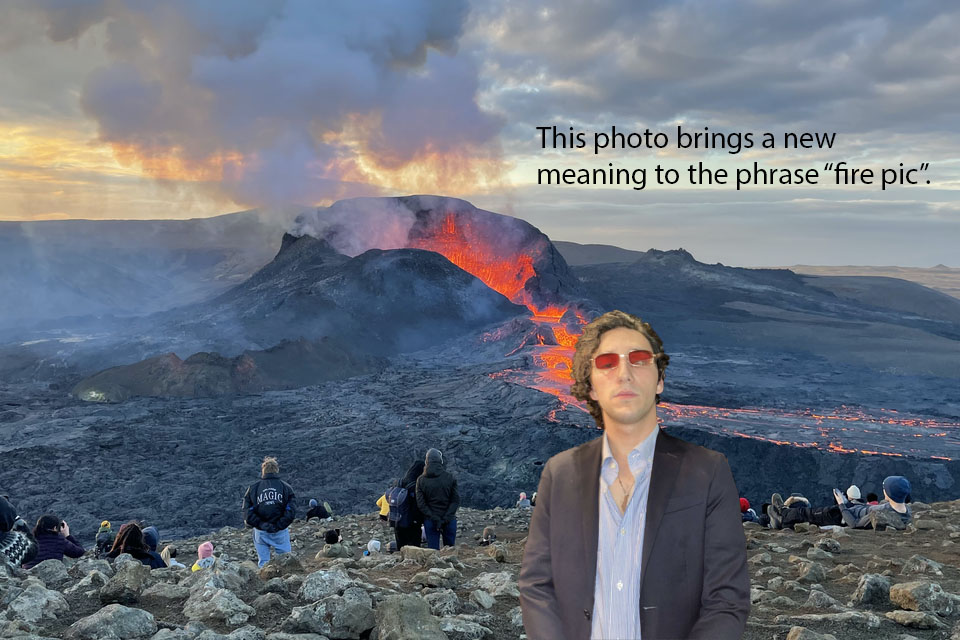 This photo brings a new
meaning to the phrase “fire pic”.
MAGIC